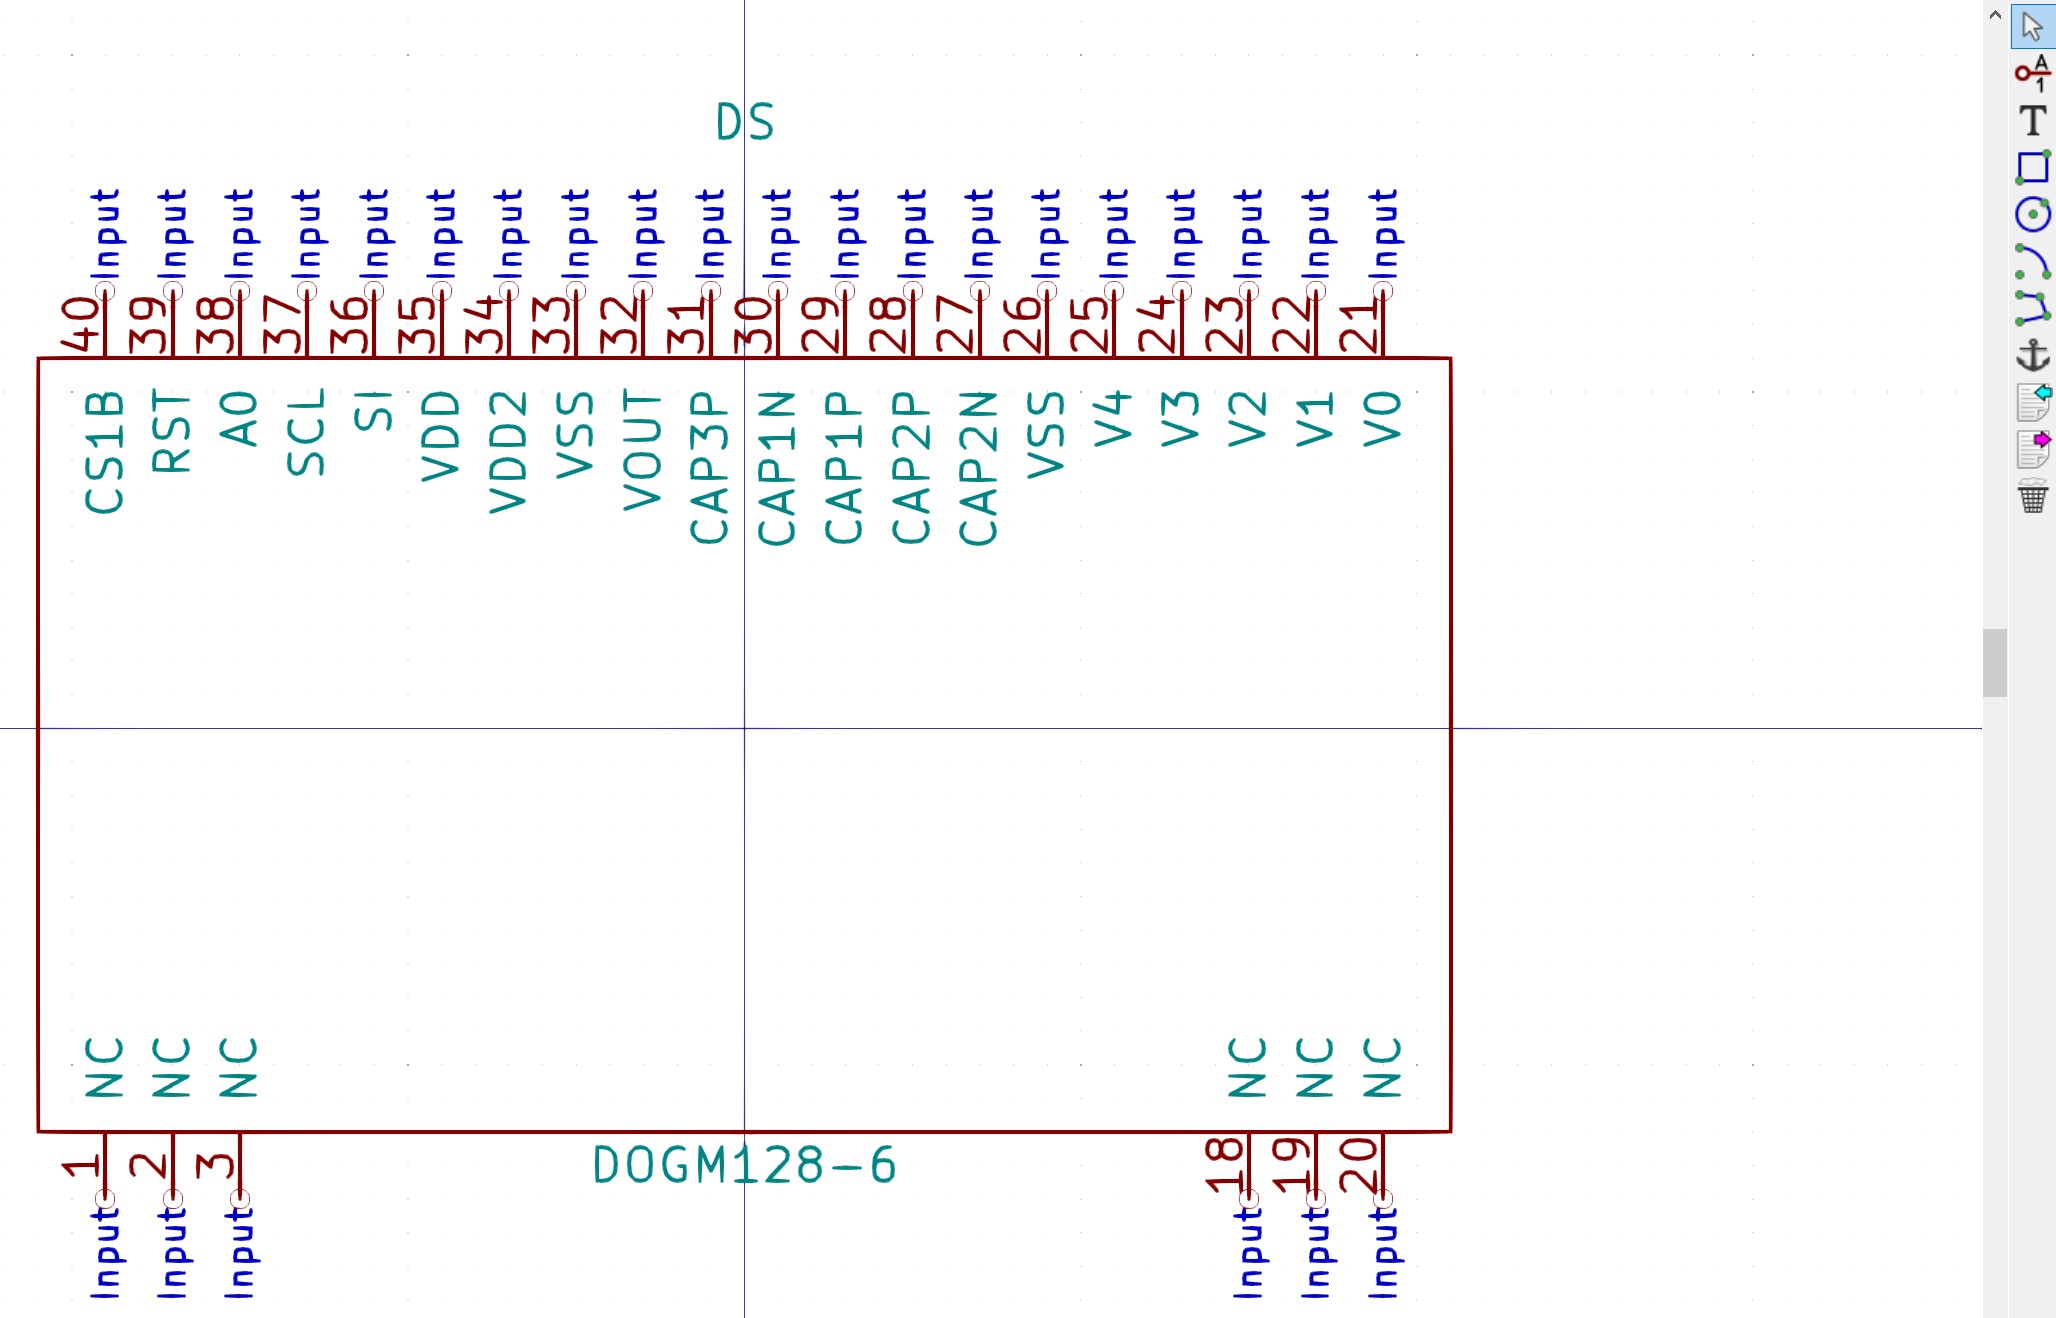 DS
Input Input Input Input Input Input Input Input Input Input Input Input Input Input Input Input Input Input Input Input
40 39 38 37 36 35 34 33 32 31 30 29 28 27 26 25 24 23 22 21
CS1B RST A0 SCL SI VDD VDD2 VSS VOUT CAP3P CAP1N CAP1P CAP2P CAP2N VSS V4 V3 V2 V1 V0
NC NC NC NC NC NC
1 2 3 18 19 20
DOGM128-6
Input Input Input Input Input Input
A
1
T